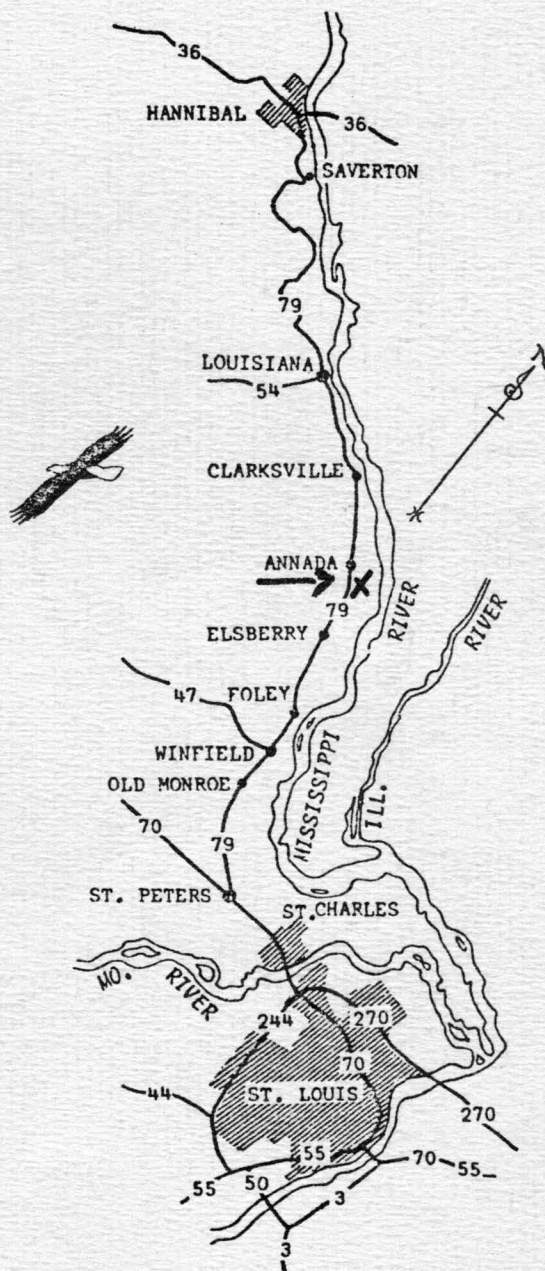 36
HANNIBAL
36
SAVERTON
79
LOUISIANA
54
N
CLARKSVILLE
ANNADA
X
79
RIVER
ELSBERRY
RIVER
47
FOLEY
WINFIELD
MISSISSIPPI
OLD MONROE
ILL.
70
79
ST. PETERS
ST. CHARLES
MO. RIVER
244
270
70
44
ST. LOUIS
270
55
70
55
55
50
3
3